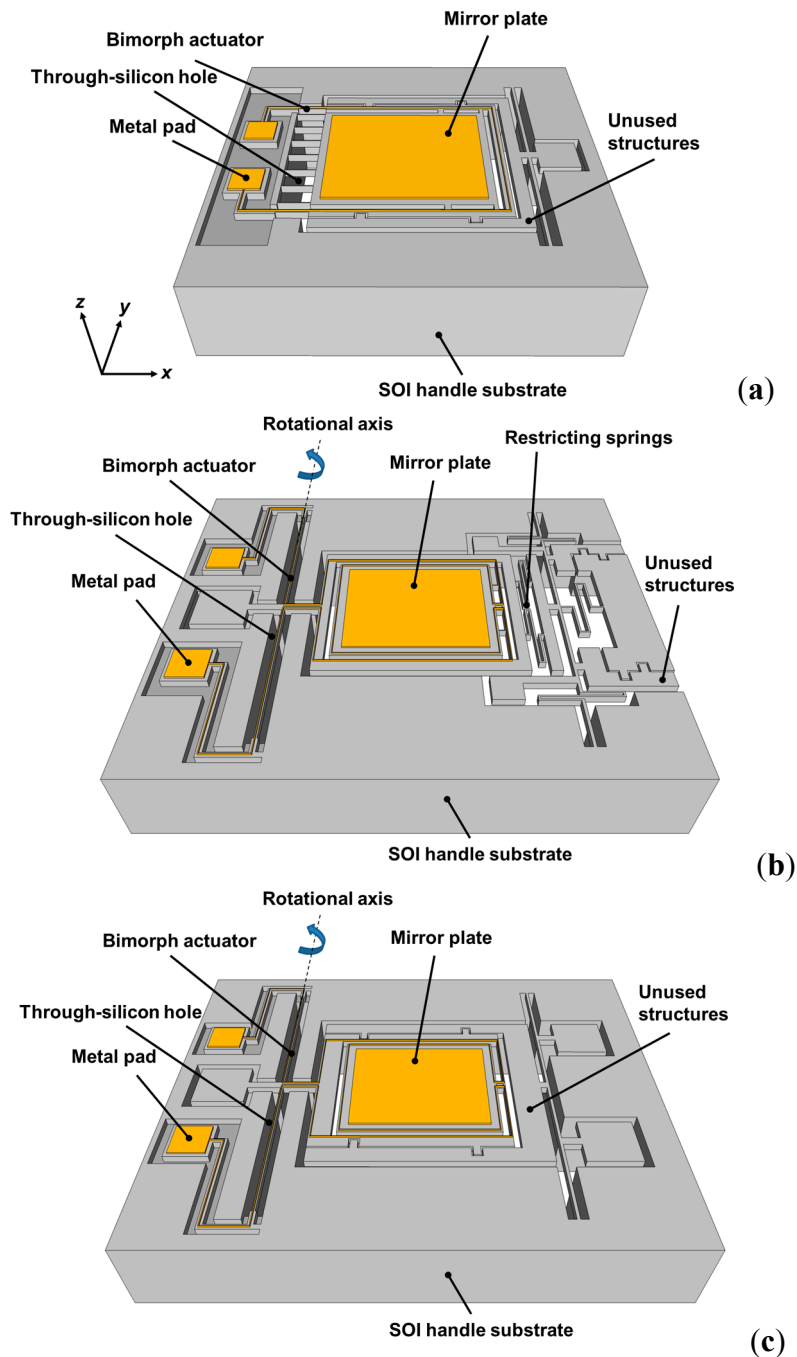 Mirror plate
Bimorph actuator
Through-silicon hole
Metal pad
Unused
structures
z
y
x
SOI handle substrate
(a)
Rotational axis
Restricting springs
Bimorph actuator
Mirror plate
Through-silicon hole
Metal pad
Unused
structures
SOI handle substrate
(b)
Rotational axis
Bimorph actuator
Mirror plate
Through-silicon hole
Unused
structures
Metal pad
SOI handle substrate
(c)